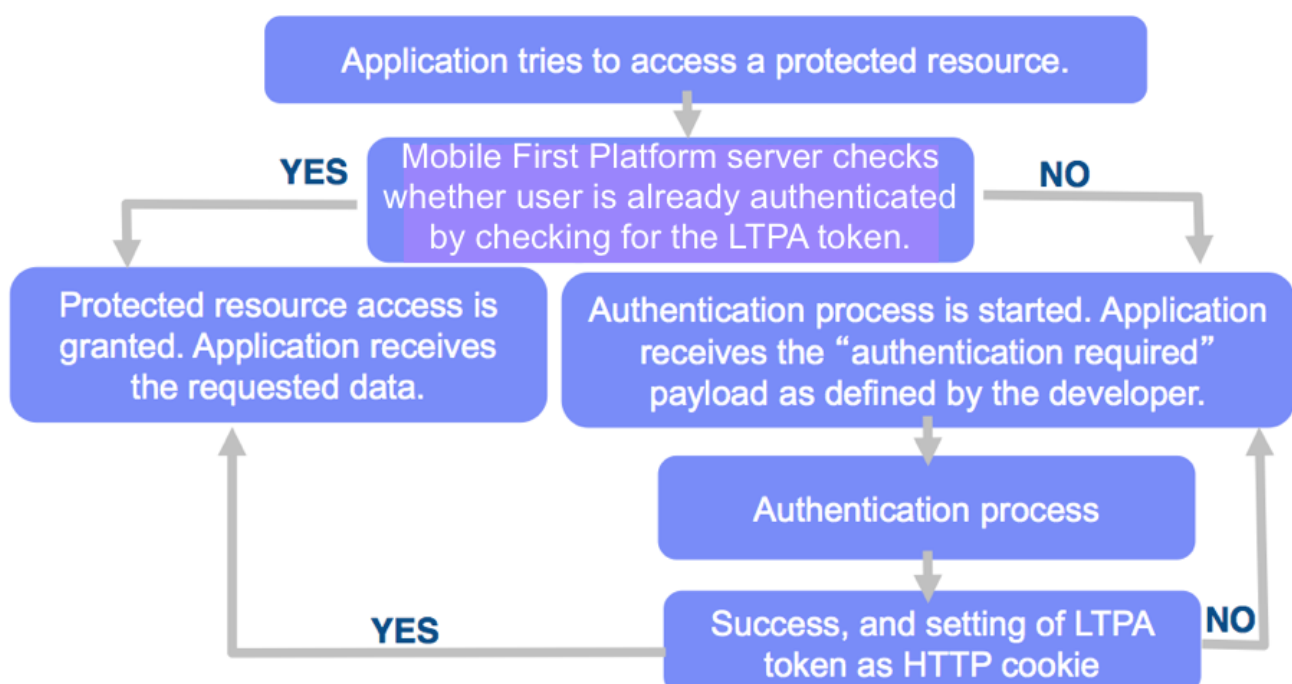 Application tries to access a protected resource.
YES
Mobile First Platform server checks
whether user is already authenticated
by checking for the LTPA token.
NO
Protected resource access is
granted. Application receives
the requested data.
Authentication process is started. Application
receives the “authentication required”
payload as defined by the developer.
Authentication process
YES
Success, and setting of LTPA
token as HTTP cookie
NO